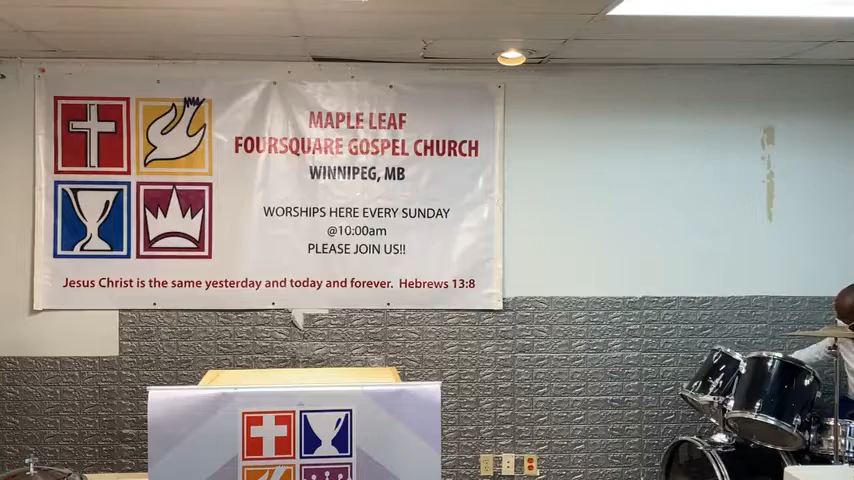 MAPLE LEAF
FOURSQUARE GOSPEL CHURCH
WINNIPEG, MB
WORSHIPS HERE EVERY SUNDAY
@10:00am
PLEASE JOIN US!!
Jesus Christ is the same yesterday and today and forever. Hebrews 13:8